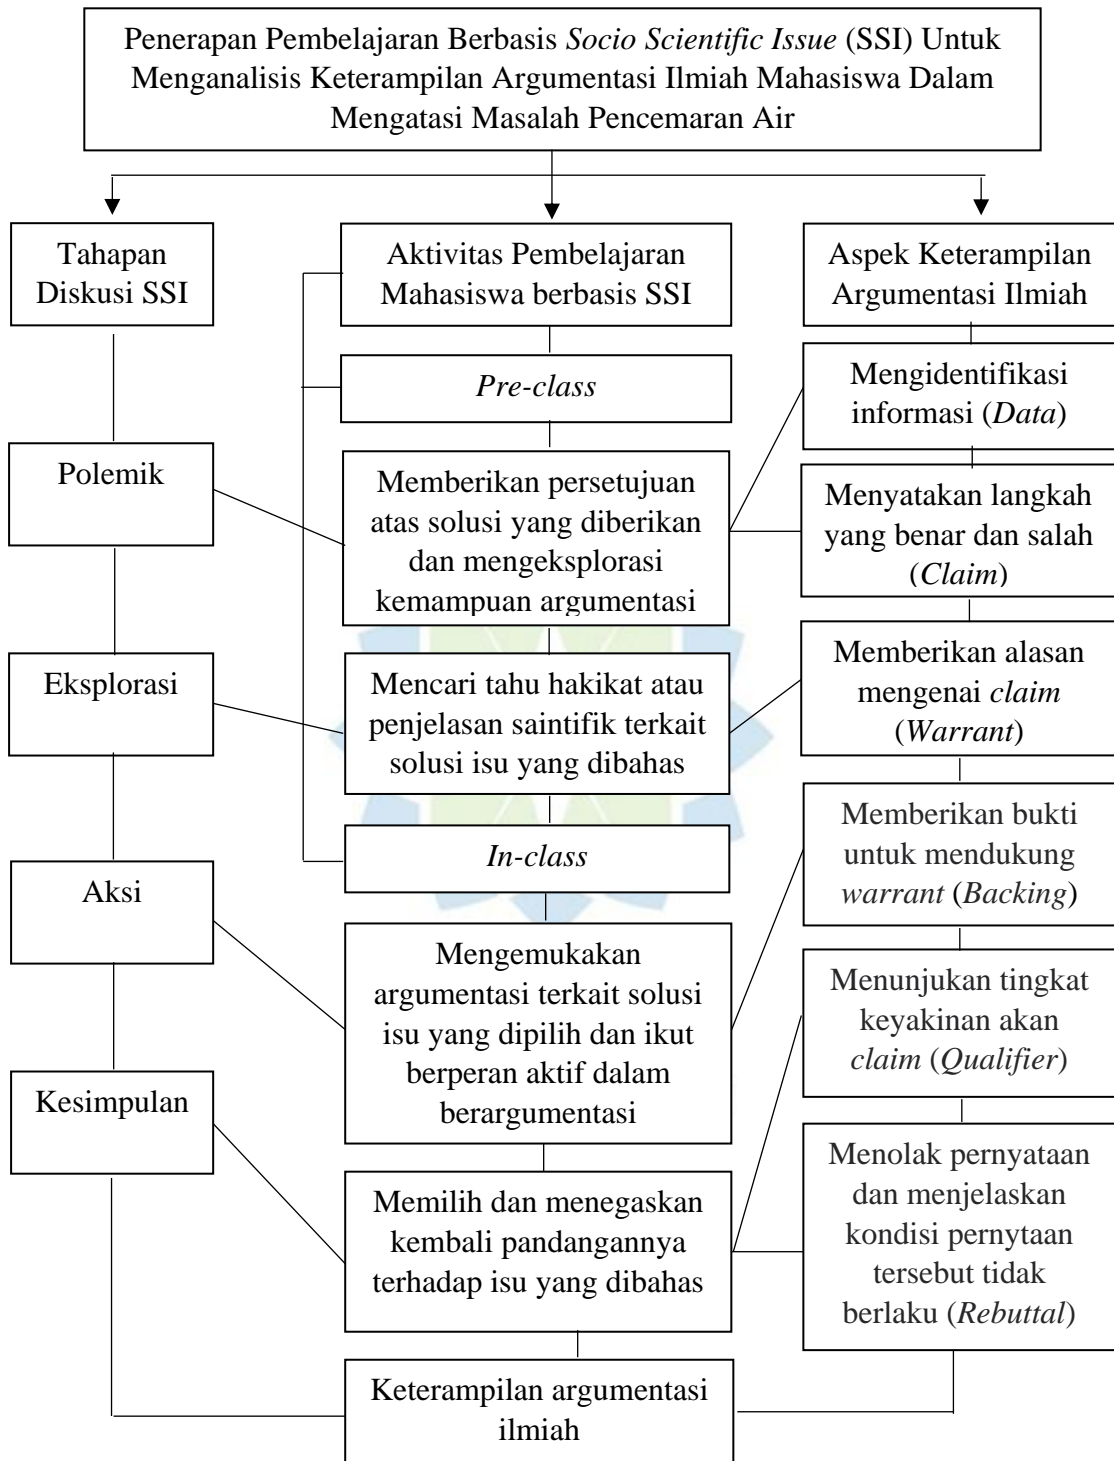 Penerapan Pembelajaran Berbasis Socio Scientific Issue (SSI) Untuk
Menganalisis Keterampilan Argumentasi Ilmiah Mahasiswa Dalam
Mengatasi Masalah Pencemaran Air
Tahapan
Diskusi SSI
Polemik
Eksplorasi
Aksi
Kesimpulan
Aktivitas Pembelajaran
Mahasiswa berbasis SSI
Pre-class
Memberikan persetujuan
atas solusi yang diberikan
dan mengeksplorasi
kemampuan argumentasi
Mencari tahu hakikat atau
penjelasan saintifik terkait
solusi isu yang dibahas
In-class
Mengemukakan
argumentasi terkait solusi
isu yang dipilih dan ikut
berperan aktif dalam
berargumentasi
Memilih dan menegaskan
kembali pandangannya
terhadap isu yang dibahas
Aspek Keterampilan
Argumentasi Ilmiah
Mengidentifikasi
informasi (Data)
Menyatakan langkah
yang benar dan salah
(Claim)
Memberikan alasan
mengenai claim
(Warrant)
Memberikan bukti
untuk mendukung
warrant (Backing)
Menunjukan tingkat
keyakinan akan
claim (Qualifier)
Menolak pernyataan
dan menjelaskan
kondisi pernytaan
tersebut tidak
berlaku (Rebuttal)
Keterampilan argumentasi
ilmiah